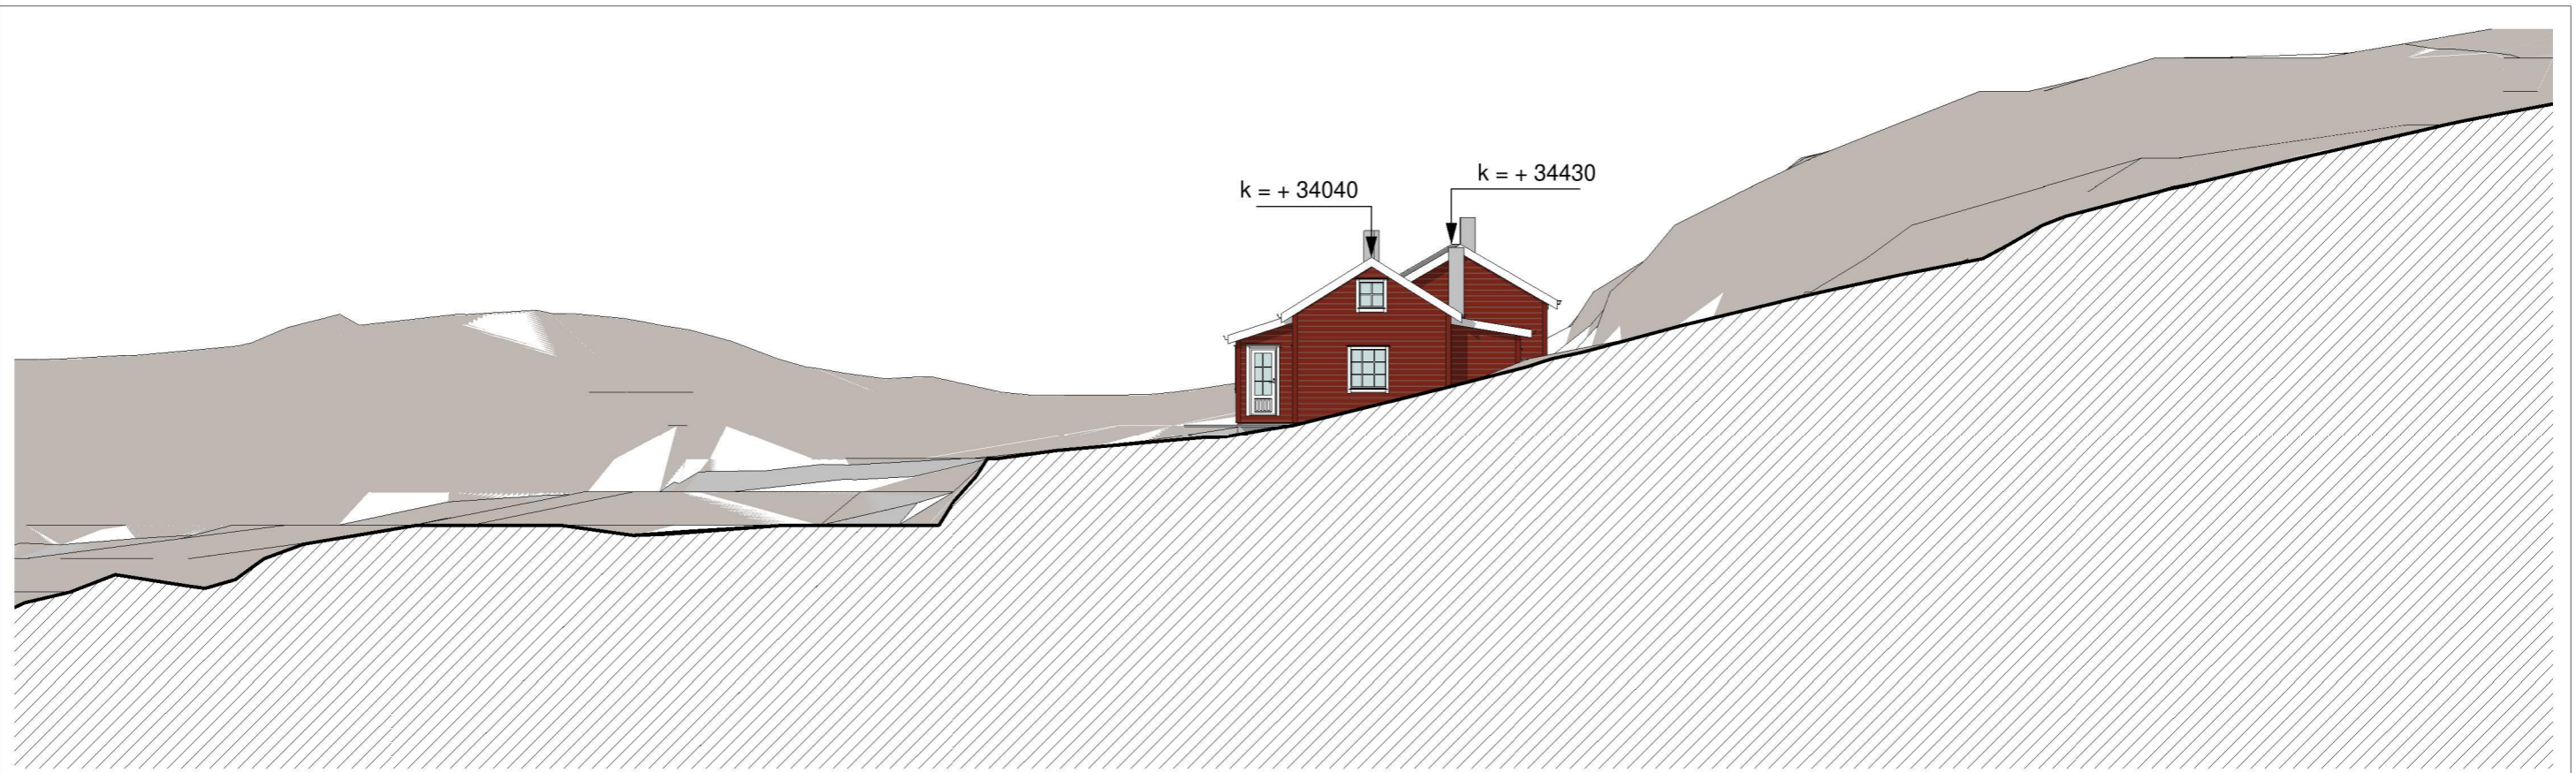 k = + 34040
k = + 34430